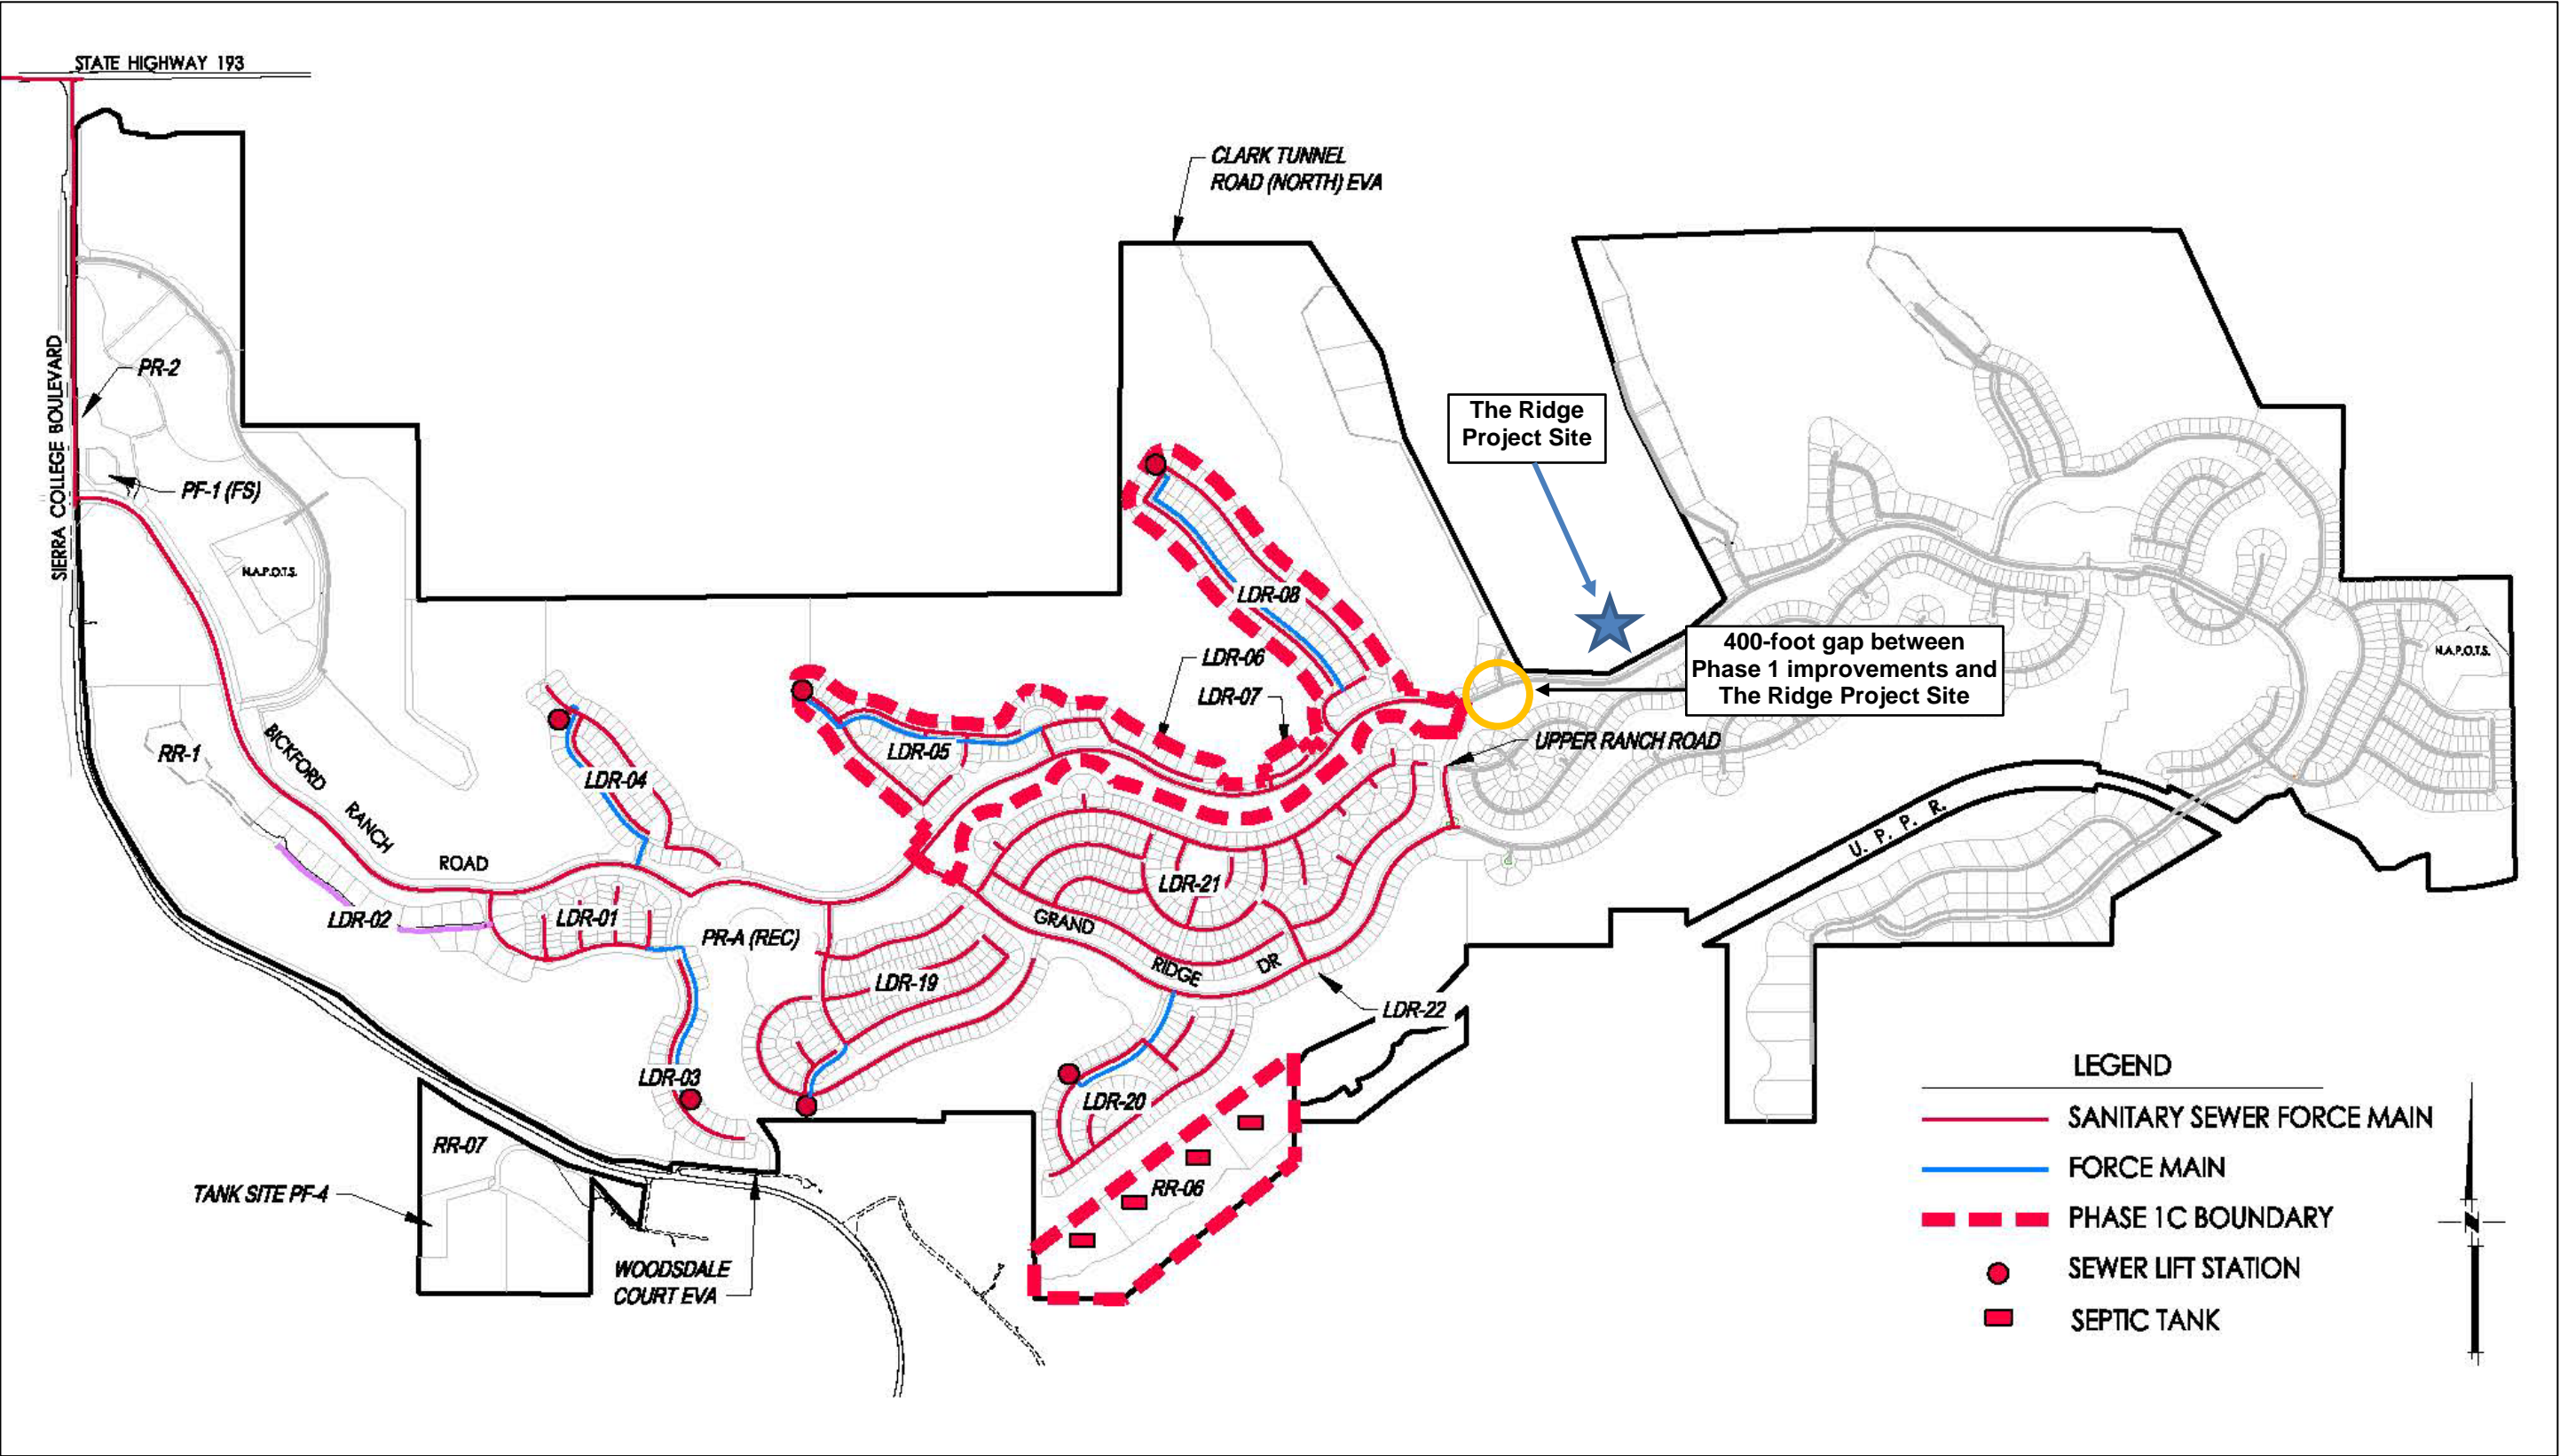 STATE HIGHWAY 193
CLARK TUNNEL
ROAD (NORTH) EVA
SIERRA COLLEGE BOULEVARD
PR-2
PF-1 (FS)
N.A.P.O.T.S.
The Ridge
Project Site
LDR-08
LDR-06
LDR-07
400-foot gap between
Phase 1 improvements and
The Ridge Project Site
N.A.P.O.T.S.
UPPER RANCH ROAD
RR-1
BICKFORD
RANCH
ROAD
LDR-05
LDR-04
U. P. P. R.
LDR-02
LDR-01
LDR-21
GRAND
RIDGE
DR
PR-A (REC)
LDR-19
LDR-22
LDR-03
LDR-20
RR-06
RR-07
TANK SITE PF-4
WOODSDALE
COURT EVA
LEGEND
SANITARY SEWER FORCE MAIN
FORCE MAIN
PHASE 1C BOUNDARY
SEWER LIFT STATION
SEPTIC TANK
N